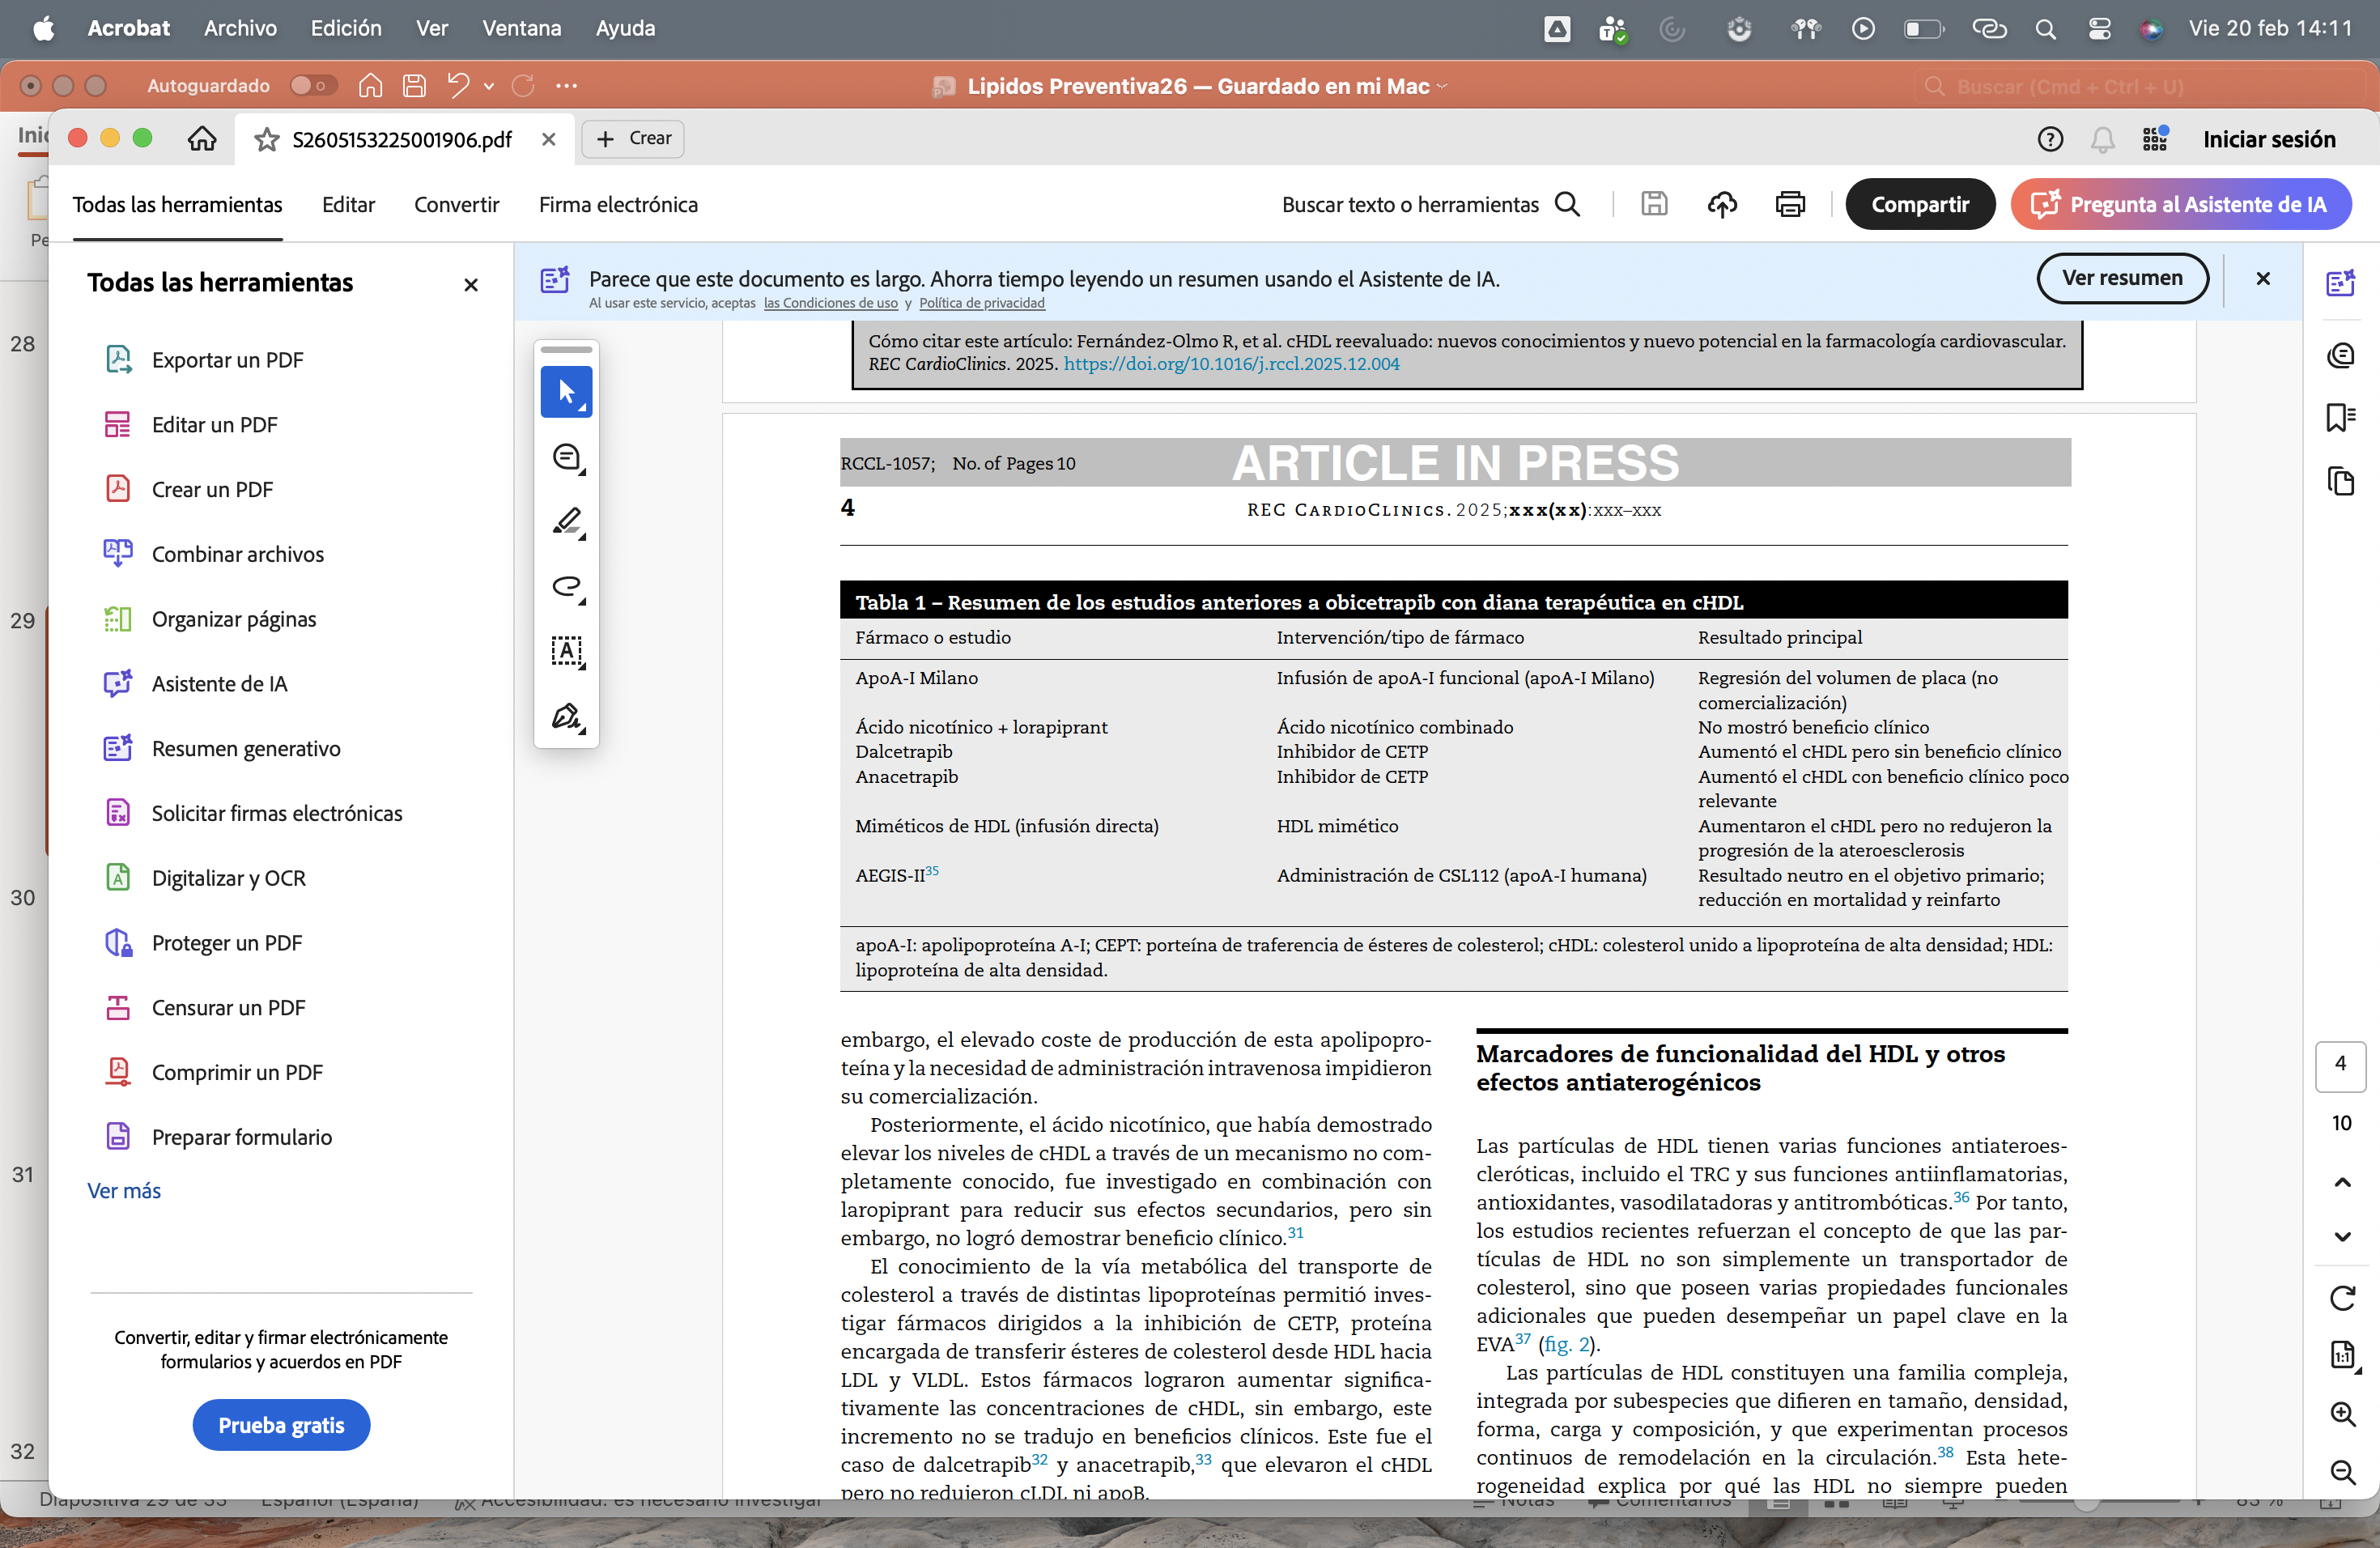 Acrobat Archivo Edición Ver Ventana Ayuda Vie 20 feb 14:11
Autoguardado Lipidos Preventiva26 — Guardado en mi Mac Buscar (Cmd + Ctrl + U)
S2605153225001906.pdf Crear Iniciar sesión
Todas las herramientas Editar Convertir Firma electrónica Buscar texto o herramientas Compartir Pregunta al Asistente de IA
Todas las herramientas
Exportar un PDF
Editar un PDF
Crear un PDF
Combinar archivos
Organizar páginas
Asistente de IA
Resumen generativo
Solicitar firmas electrónicas
Digitalizar y OCR
Proteger un PDF
Censurar un PDF
Comprimir un PDF
Preparar formulario
Ver más
Convertir, editar y firmar electrónicamente
formularios y acuerdos en PDF
Prueba gratis
28
29
30
31
32
Parece que este documento es largo. Ahorra tiempo leyendo un resumen usando el Asistente de IA.
Al usar este servicio, aceptas las Condiciones de uso y Política de privacidad
Ver resumen
Cómo citar este artículo: Fernández-Olmo R, et al. cHDL reevaluado: nuevos conocimientos y nuevo potencial en la farmacología cardiovascular.
REC CardioClinics. 2025. https://doi.org/10.1016/j.rccl.2025.12.004
RCCL-1057; No. of Pages 10 ARTICLE IN PRESS
4 REC CARDIOCLINICS. 2025;xxx(xx):xxx–xxx
Tabla 1 – Resumen de los estudios anteriores a obicetrapib con diana terapéutica en cHDL
Fármaco o estudio Intervención/tipo de fármaco Resultado principal
ApoA-I Milano Infusión de apoA-I funcional (apoA-I Milano) Regresión del volumen de placa (no
comercialización)
Ácido nicotínico + lorapiprant Ácido nicotínico combinado No mostró beneficio clínico
Dalcetrapib Inhibidor de CETP Aumentó el cHDL pero sin beneficio clínico
Anacetrapib Inhibidor de CETP Aumentó el cHDL con beneficio clínico poco
relevante
Miméticos de HDL (infusión directa) HDL mimético Aumentaron el cHDL pero no redujeron la
progresión de la ateroesclerosis
AEGIS-II35 Administración de CSL112 (apoA-I humana) Resultado neutro en el objetivo primario;
reducción en mortalidad y reinfarto
apoA-I: apolipoproteína A-I; CEPT: porteína de traferencia de ésteres de colesterol; cHDL: colesterol unido a lipoproteína de alta densidad; HDL:
lipoproteína de alta densidad.
embargo, el elevado coste de producción de esta apolipopro-
teína y la necesidad de administración intravenosa impidieron
su comercialización.
Posteriormente, el ácido nicotínico, que había demostrado
elevar los niveles de cHDL a través de un mecanismo no com-
pletamente conocido, fue investigado en combinación con
laropiprant para reducir sus efectos secundarios, pero sin
embargo, no logró demostrar beneficio clínico.31
El conocimiento de la vía metabólica del transporte de
colesterol a través de distintas lipoproteínas permitió inves-
tigar fármacos dirigidos a la inhibición de CETP, proteína
encargada de transferir ésteres de colesterol desde HDL hacia
LDL y VLDL. Estos fármacos lograron aumentar significa-
tivamente las concentraciones de cHDL, sin embargo, este
incremento no se tradujo en beneficios clínicos. Este fue el
caso de dalcetrapib32 y anacetrapib,33 que elevaron el cHDL
pero no redujeron cLDL ni apoB.
Marcadores de funcionalidad del HDL y otros
efectos antiaterogénicos
Las partículas de HDL tienen varias funciones antiateroes-
cleróticas, incluido el TRC y sus funciones antiinflamatorias,
antioxidantes, vasodilatadoras y antitrombóticas.36 Por tanto,
los estudios recientes refuerzan el concepto de que las par-
tículas de HDL no son simplemente un transportador de
colesterol, sino que poseen varias propiedades funcionales
adicionales que pueden desempeñar un papel clave en la
EVA37 (fig. 2).
Las partículas de HDL constituyen una familia compleja,
integrada por subespecies que difieren en tamaño, densidad,
forma, carga y composición, y que experimentan procesos
continuos de remodelación en la circulación.38 Esta hete-
rogeneidad explica por qué las HDL no siempre pueden
4
10
Diapositiva 29 de 33 Español (España) Accesibilidad: es necesario investigar Notas Comentarios 83 %